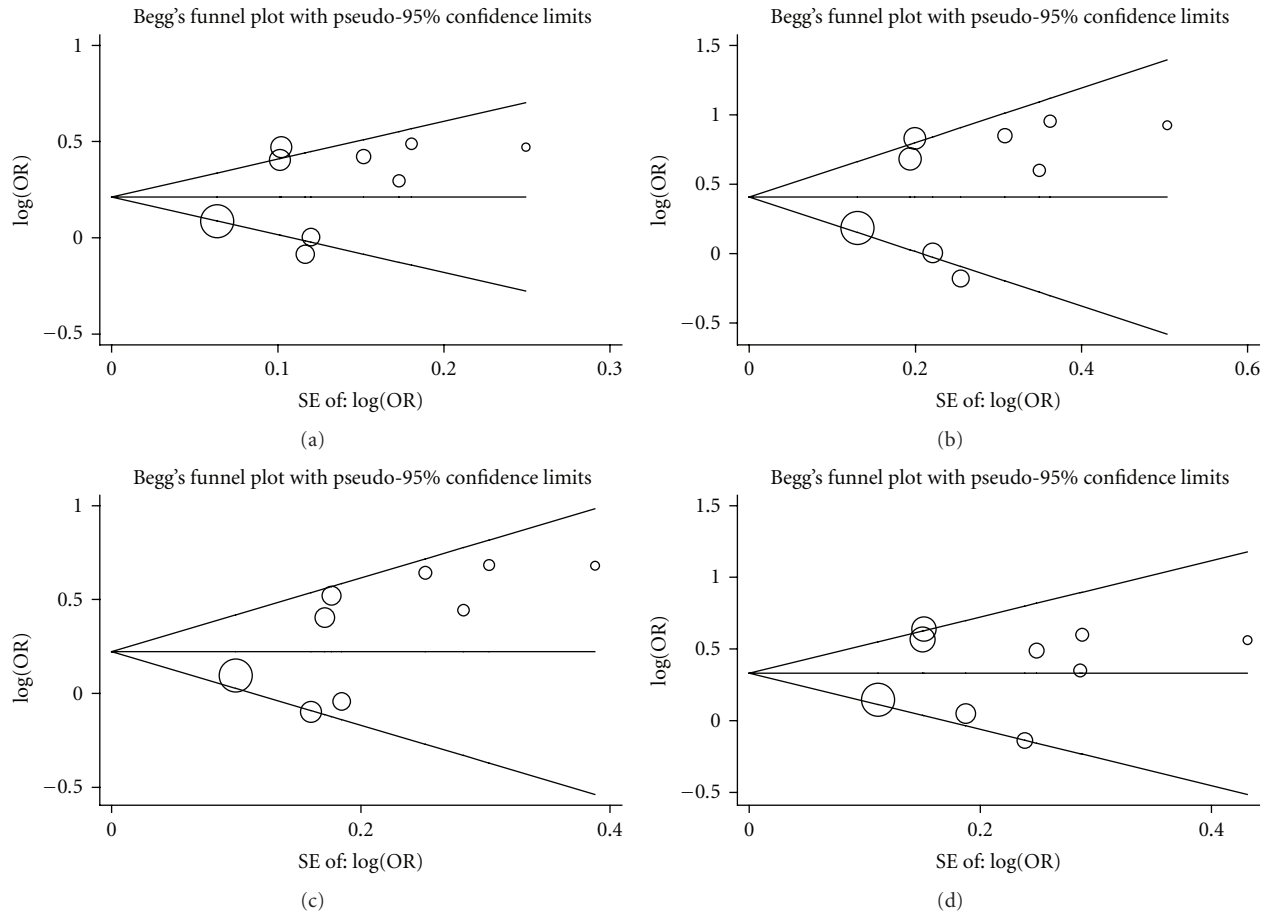 Begg's funnel plot with pseudo-95% confidence limits
1
0.5
0
−0.5
log(OR)
0 0.1 0.2 0.3
SE of: log(OR)
(a)
Begg's funnel plot with pseudo-95% confidence limits
1.5
1
0.5
0
−0.5
log(OR)
0 0.2 0.4 0.6
SE of: log(OR)
(b)
Begg's funnel plot with pseudo-95% confidence limits
1
0.5
0
−0.5
log(OR)
0 0.2 0.4
SE of: log(OR)
(c)
Begg's funnel plot with pseudo-95% confidence limits
1.5
1
0.5
0
−0.5
log(OR)
0 0.2 0.4
SE of: log(OR)
(d)